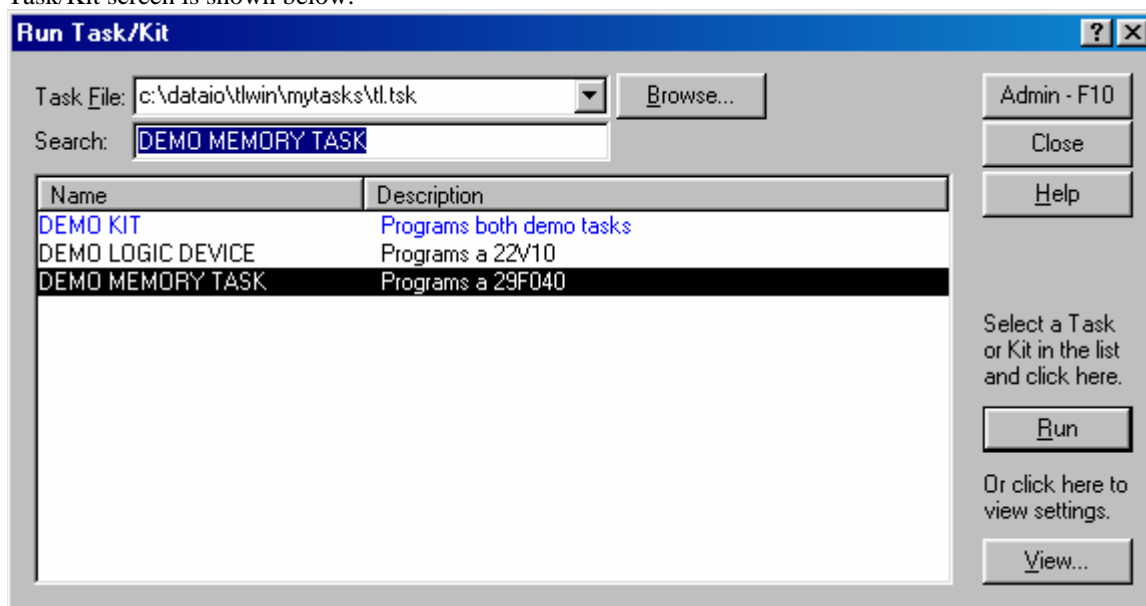 Task/Kit screen is shown below.
Run Task/Kit
Task File: c:\dataio\tlwin\mytasks\tl.tsk
Browse...
Admin - F10
Search: DEMO MEMORY TASK
Close
Help
Name Description
DEMO KIT Programs both demo tasks
DEMO LOGIC DEVICE Programs a 22V10
DEMO MEMORY TASK Programs a 29F040
Select a Task
or Kit in the list
and click here.
Run
Or click here to
view settings.
View...